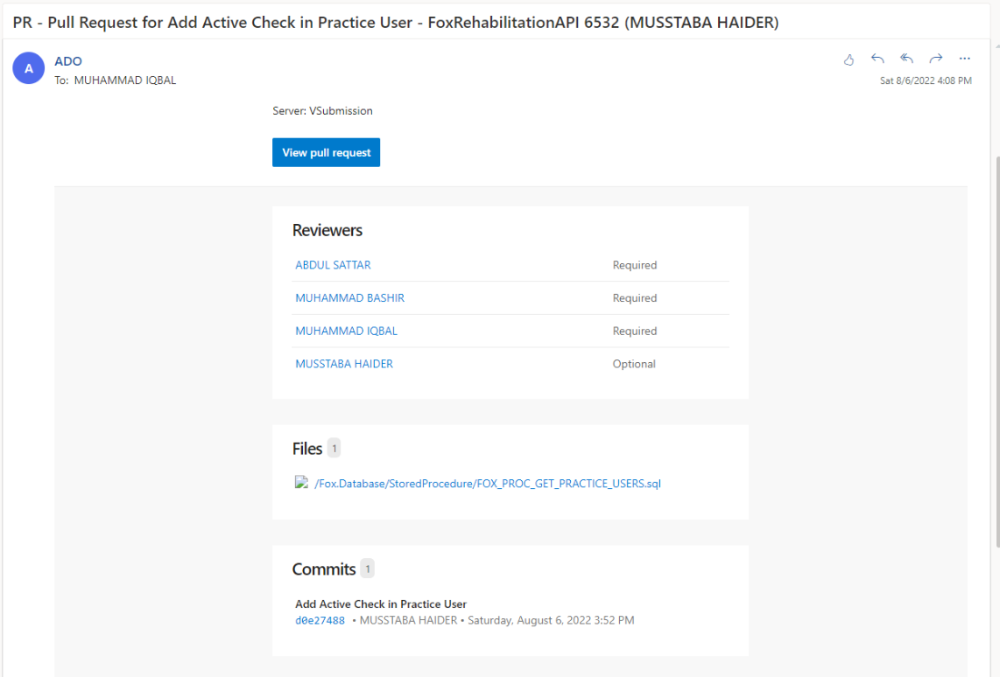 PR - Pull Request for Add Active Check in Practice User - FoxRehabilitationAPI 6532 (MUSSTABA HAIDER)
A
ADO
To: MUHAMMAD IQBAL
Sat 8/6/2022 4:08 PM
Server: VSubmission
View pull request
Reviewers
ABDUL SATTAR Required
MUHAMMAD BASHIR Required
MUHAMMAD IQBAL Required
MUSSTABA HAIDER Optional
Files 1
/Fox.Database/StoredProcedure/FOX_PROC_GET_PRACTICE_USERS.sql
Commits 1
Add Active Check in Practice User
d0e27488 • MUSSTABA HAIDER • Saturday, August 6, 2022 3:52 PM